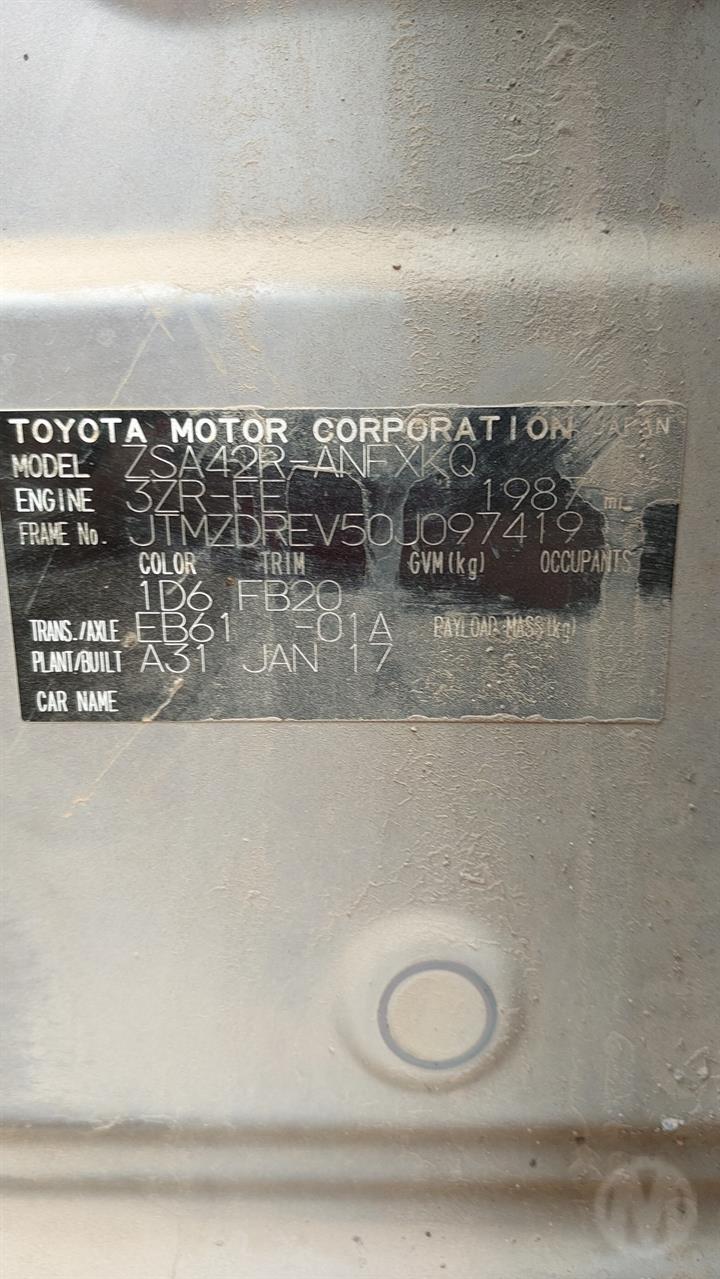 TOYOTA MOTOR CORPORATION JAPAN
MODEL ZSA42R-ANFXKQ
ENGINE 3ZR-FE 1987 mL
FRAME No. JTMZDREV50J097419
COLOR TRIM GVM(kg) OCCUPANTS
1D6 FB20
TRANS./AXLE EB61 -01A PAYLOAD MASS(kg)
PLANT/BUILT A31 JAN 17
CAR NAME
M